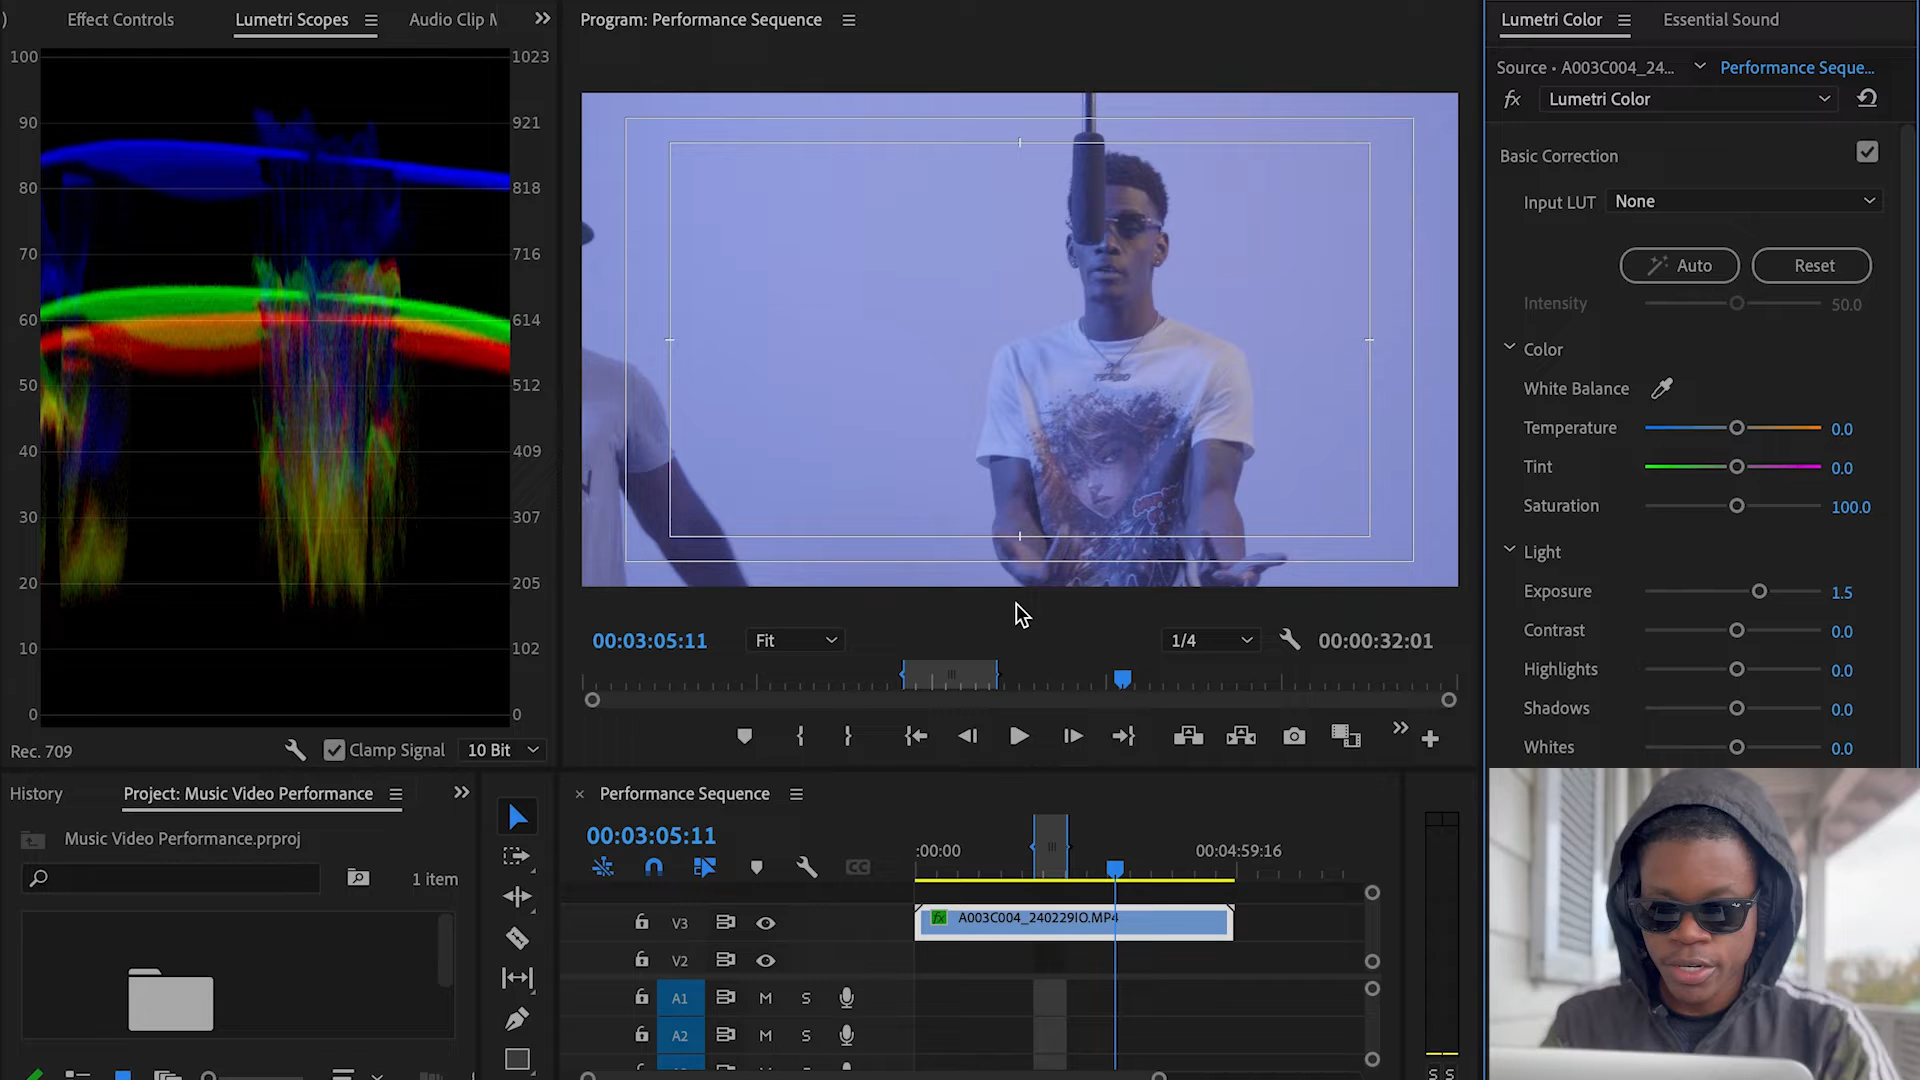 Effect Controls
Lumetri Scopes
Audio Clip M
Program: Performance Sequence
Lumetri Color
Essential Sound
100
1023
90
921
80
818
70
716
60
614
50
512
40
409
30
307
20
205
10
102
0
0
Rec. 709
Clamp Signal
10 Bit
PERBO
00:03:05:11
Fit
1/4
00:00:32:01
Source • A003C004_24...
Performance Seque...
fx
Lumetri Color
Basic Correction
Input LUT
None
Auto
Reset
Intensity
50.0
Color
White Balance
Temperature
0.0
Tint
0.0
Saturation
100.0
Light
Exposure
1.5
Contrast
0.0
Highlights
0.0
Shadows
0.0
Whites
0.0
History
Project: Music Video Performance
Music Video Performance.prproj
1 item
Performance Sequence
00:03:05:11
:00:00
00:04:59:16
CC
V3
fx
A003C004_240229IO.MP4
V2
A1
M
S
A2
M
S
S S